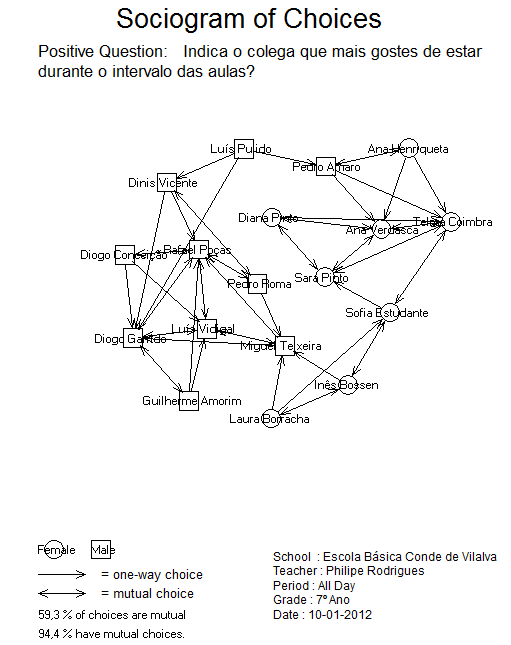 Sociogram of Choices
Positive Question: Indica o colega que mais gostes de estar
durante o intervalo das aulas?
Luís Pulido
Ana Henriqueta
Pedro Amaro
Dinis Vicente
Diana Pinto
Ana Verdasca
Telma Coimbra
Diogo Conceição
Rafael Poças
Sara Pinto
Pedro Roma
Sofia Estudante
Luís Vidigal
Diogo Garrido
Miguel Teixeira
Inês Bossen
Guilherme Amorim
Laura Borracha
Female
Male
= one-way choice
= mutual choice
59,3 % of choices are mutual
94,4 % have mutual choices.
School : Escola Básica Conde de Vilalva
Teacher : Philipe Rodrigues
Period : All Day
Grade : 7º Ano
Date : 10-01-2012